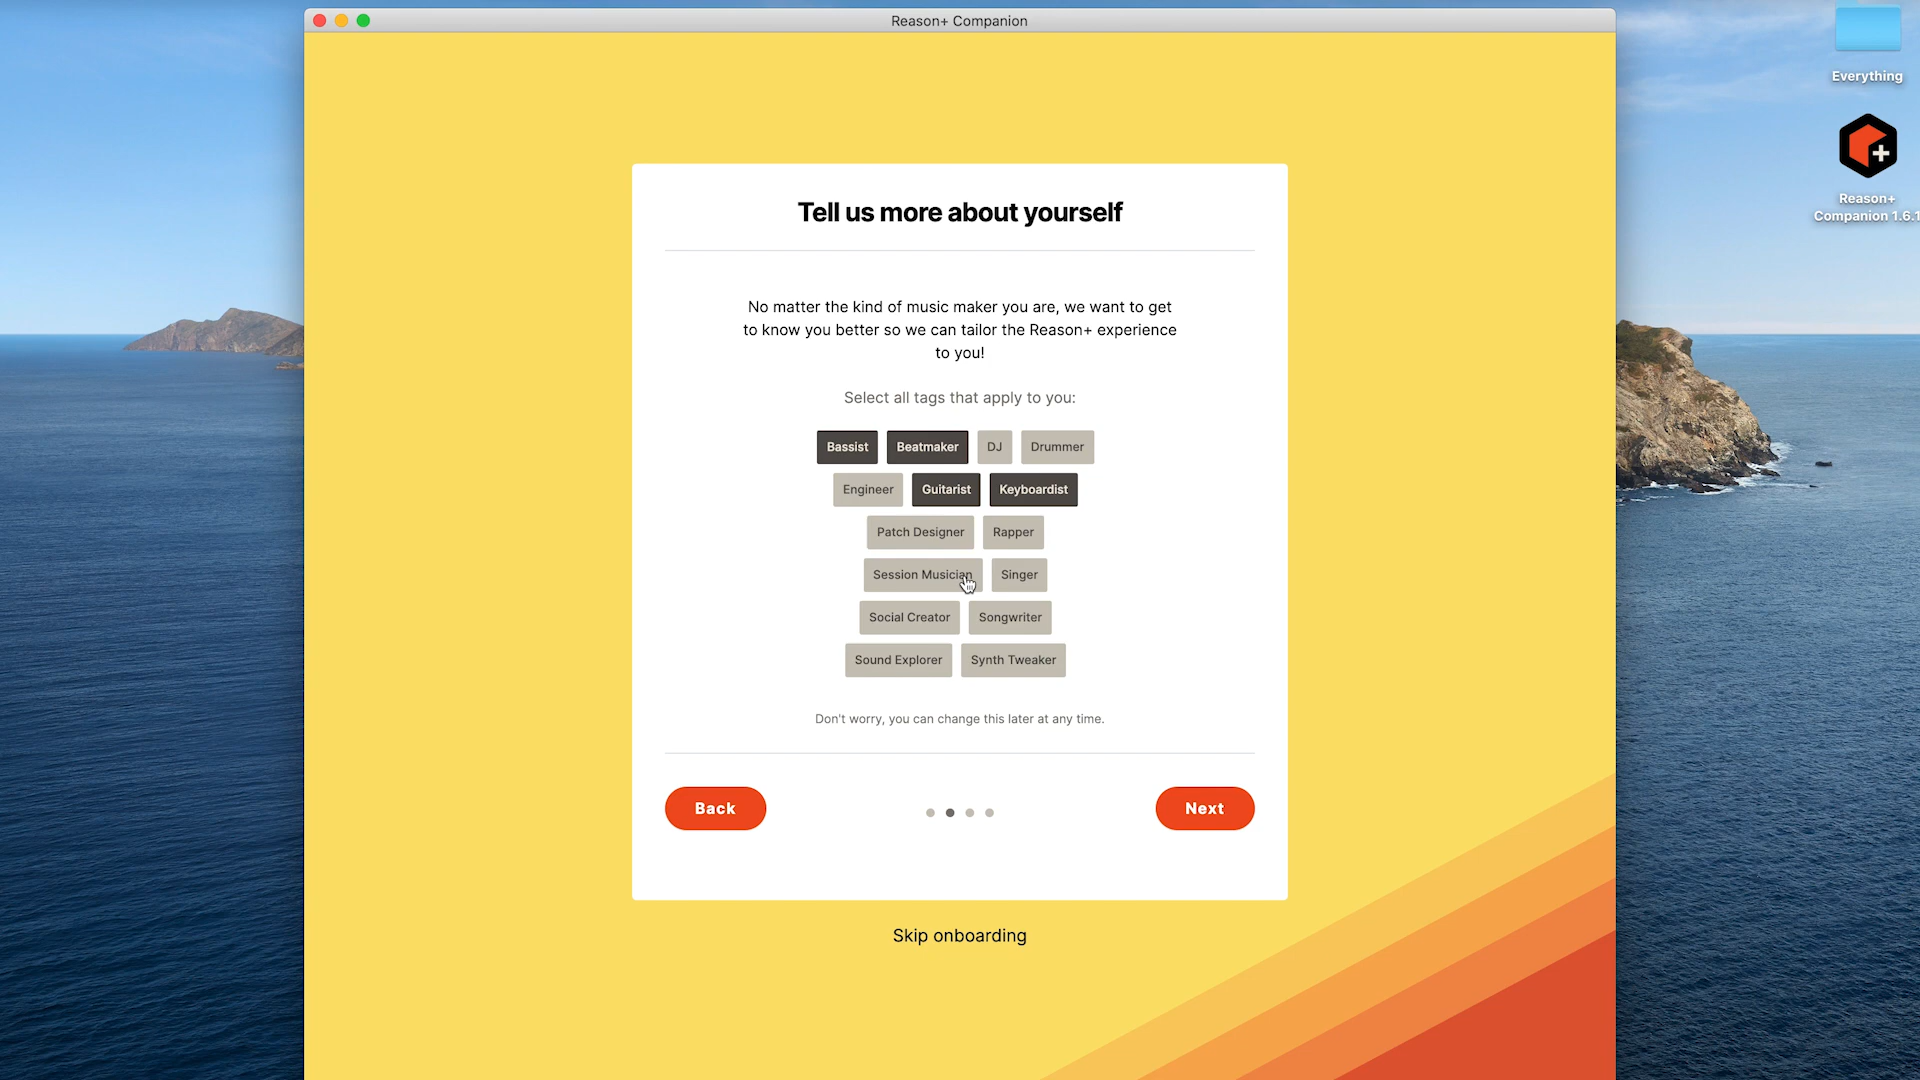 Reason+ Companion
Everything
Reason+
Companion 1.6.1
Tell us more about yourself
No matter the kind of music maker you are, we want to get
to know you better so we can tailor the Reason+ experience
to you!
Select all tags that apply to you:
Bassist Beatmaker DJ Drummer
Engineer Guitarist Keyboardist
Patch Designer Rapper
Session Musician Singer
Social Creator Songwriter
Sound Explorer Synth Tweaker
Don't worry, you can change this later at any time.
Back Next
Skip onboarding